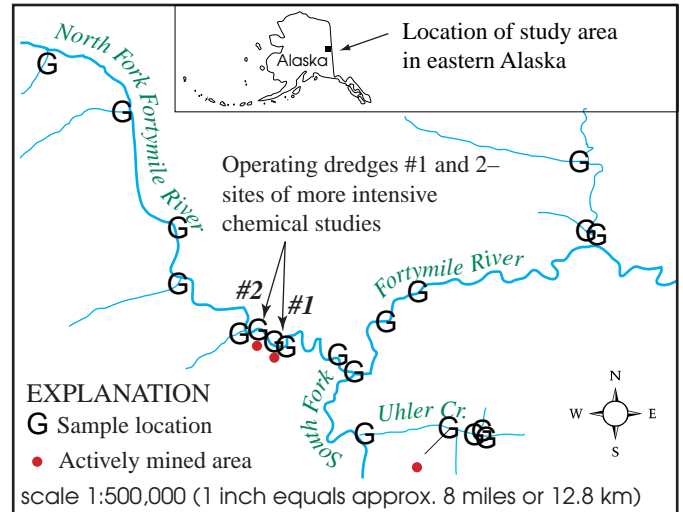 Location of study area
in eastern Alaska
Alaska
North Fork Fortymile River
G
G
G
Operating dredges #1 and 2–
sites of more intensive
chemical studies
G
G
G
G
Fortymile River
G
G
#2
#1
G
G
G
G
G
G
South Fork
Uhler Cr.
G
G
G
G
G
EXPLANATION
G Sample location
Actively mined area
N
W
E
S
scale 1:500,000 (1 inch equals approx. 8 miles or 12.8 km)